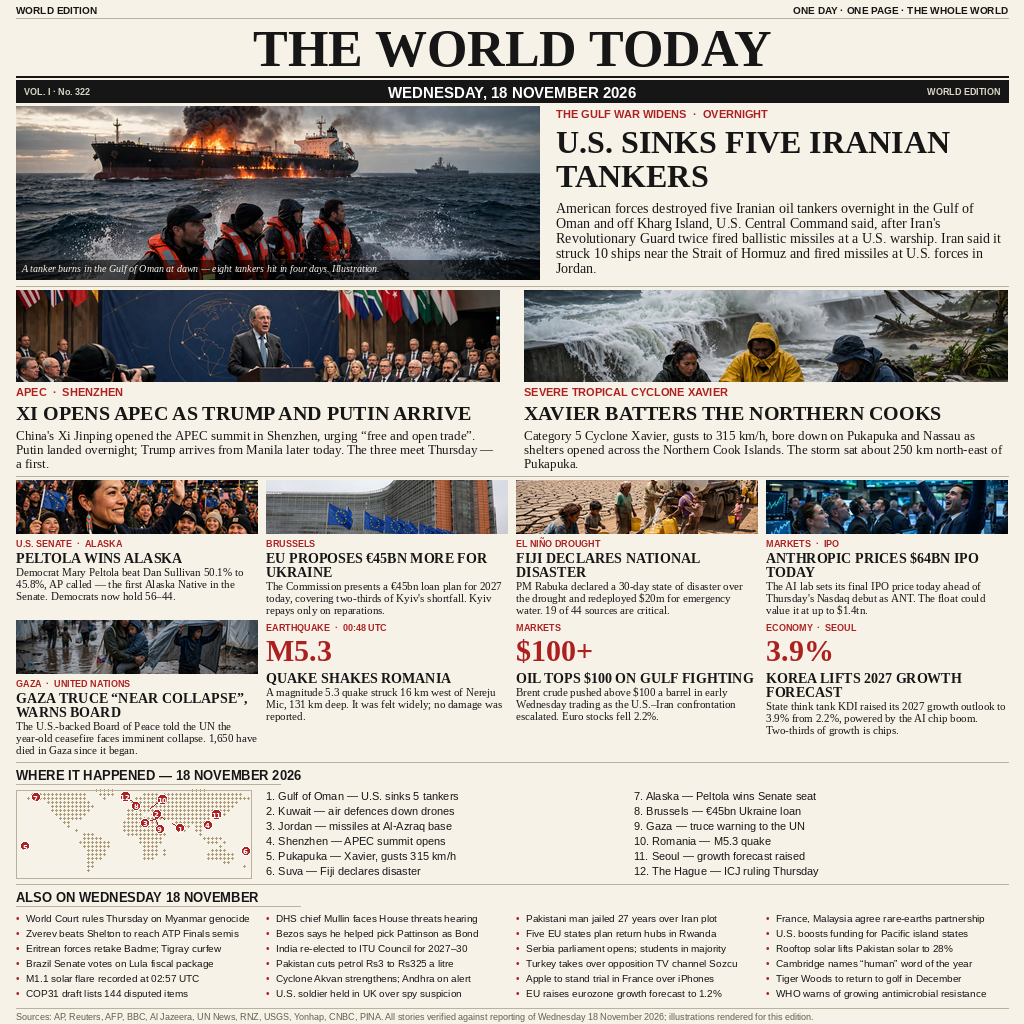 WORLD EDITION
ONE DAY · ONE PAGE · THE WHOLE WORLD
THE WORLD TODAY
VOL. I · No. 322
WEDNESDAY, 18 NOVEMBER 2026
WORLD EDITION
A tanker burns in the Gulf of Oman at dawn — eight tankers hit in four days. Illustration.
THE GULF WAR WIDENS · OVERNIGHT
U.S. SINKS FIVE IRANIAN
TANKERS
American forces destroyed five Iranian oil tankers overnight in the Gulf of
Oman and off Kharg Island, U.S. Central Command said, after Iran's
Revolutionary Guard twice fired ballistic missiles at a U.S. warship. Iran said it
struck 10 ships near the Strait of Hormuz and fired missiles at U.S. forces in
Jordan.
APEC · SHENZHEN
XI OPENS APEC AS TRUMP AND PUTIN ARRIVE
China's Xi Jinping opened the APEC summit in Shenzhen, urging “free and open trade”.
Putin landed overnight; Trump arrives from Manila later today. The three meet Thursday —
a first.
SEVERE TROPICAL CYCLONE XAVIER
XAVIER BATTERS THE NORTHERN COOKS
Category 5 Cyclone Xavier, gusts to 315 km/h, bore down on Pukapuka and Nassau as
shelters opened across the Northern Cook Islands. The storm sat about 250 km north-east of
Pukapuka.
U.S. SENATE · ALASKA
PELTOLA WINS ALASKA
Democrat Mary Peltola beat Dan Sullivan 50.1% to
45.8%, AP called — the first Alaska Native in the
Senate. Democrats now hold 56–44.
BRUSSELS
EU PROPOSES €45BN MORE FOR
UKRAINE
The Commission presents a €45bn loan plan for 2027
today, covering two-thirds of Kyiv's shortfall. Kyiv
repays only on reparations.
EL NIÑO DROUGHT
FIJI DECLARES NATIONAL
DISASTER
PM Rabuka declared a 30-day state of disaster over
the drought and redeployed $20m for emergency
water. 19 of 44 sources are critical.
MARKETS · IPO
ANTHROPIC PRICES $64BN IPO
TODAY
The AI lab sets its final IPO price today ahead of
Thursday's Nasdaq debut as ANT. The float could
value it at up to $1.4tn.
GAZA · UNITED NATIONS
GAZA TRUCE “NEAR COLLAPSE”,
WARNS BOARD
The U.S.-backed Board of Peace told the UN the
year-old ceasefire faces imminent collapse. 1,650 have
died in Gaza since it began.
EARTHQUAKE · 00:48 UTC
M5.3
QUAKE SHAKES ROMANIA
A magnitude 5.3 quake struck 16 km west of Nereju
Mic, 131 km deep. It was felt widely; no damage was
reported.
MARKETS
$100+
OIL TOPS $100 ON GULF FIGHTING
Brent crude pushed above $100 a barrel in early
Wednesday trading as the U.S.–Iran confrontation
escalated. Euro stocks fell 2.2%.
ECONOMY · SEOUL
3.9%
KOREA LIFTS 2027 GROWTH
FORECAST
State think tank KDI raised its 2027 growth outlook to
3.9% from 2.2%, powered by the AI chip boom.
Two-thirds of growth is chips.
WHERE IT HAPPENED — 18 NOVEMBER 2026
1. Gulf of Oman — U.S. sinks 5 tankers
2. Kuwait — air defences down drones
3. Jordan — missiles at Al-Azraq base
4. Shenzhen — APEC summit opens
5. Pukapuka — Xavier, gusts 315 km/h
6. Suva — Fiji declares disaster
7. Alaska — Peltola wins Senate seat
8. Brussels — €45bn Ukraine loan
9. Gaza — truce warning to the UN
10. Romania — M5.3 quake
11. Seoul — growth forecast raised
12. The Hague — ICJ ruling Thursday
ALSO ON WEDNESDAY 18 NOVEMBER
• World Court rules Thursday on Myanmar genocide
• Zverev beats Shelton to reach ATP Finals semis
• Eritrean forces retake Badme; Tigray curfew
• Brazil Senate votes on Lula fiscal package
• M1.1 solar flare recorded at 02:57 UTC
• COP31 draft lists 144 disputed items
• DHS chief Mullin faces House threats hearing
• Bezos says he helped pick Pattinson as Bond
• India re-elected to ITU Council for 2027–30
• Pakistan cuts petrol Rs3 to Rs325 a litre
• Cyclone Akvan strengthens; Andhra on alert
• U.S. soldier held in UK over spy suspicion
• Pakistani man jailed 27 years over Iran plot
• Five EU states plan return hubs in Rwanda
• Serbia parliament opens; students in majority
• Turkey takes over opposition TV channel Sozcu
• Apple to stand trial in France over iPhones
• EU raises eurozone growth forecast to 1.2%
• France, Malaysia agree rare-earths partnership
• U.S. boosts funding for Pacific island states
• Rooftop solar lifts Pakistan solar to 28%
• Cambridge names “human” word of the year
• Tiger Woods to return to golf in December
• WHO warns of growing antimicrobial resistance
Sources: AP, Reuters, AFP, BBC, Al Jazeera, UN News, RNZ, USGS, Yonhap, CNBC, PINA. All stories verified against reporting of Wednesday 18 November 2026; illustrations rendered for this edition.